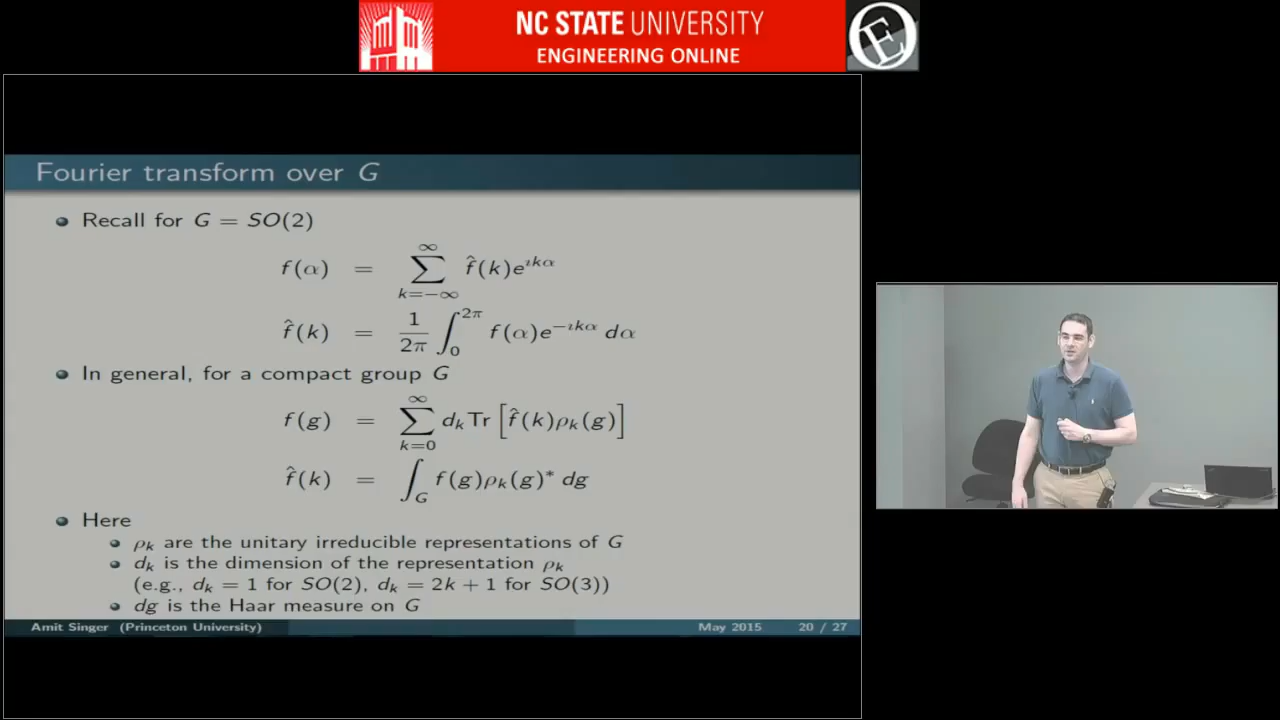 NC STATE UNIVERSITY
ENGINEERING ONLINE
OE
Fourier transform over G
Recall for G = SO(2)
f(α) = ∑_{k=−∞}^{∞} f̂(k)e^{ıkα}
f̂(k) = \frac{1}{2π} ∫_0^{2π} f(α)e^{−ıkα} dα
In general, for a compact group G
f(g) = ∑_{k=0}^{∞} d_k Tr [f̂(k)ρ_k(g)]
f̂(k) = ∫_G f(g)ρ_k(g)* dg
Here
ρ_k are the unitary irreducible representations of G
d_k is the dimension of the representation ρ_k
(e.g., d_k = 1 for SO(2), d_k = 2k + 1 for SO(3))
dg is the Haar measure on G
Amit Singer (Princeton University) May 2015 20 / 27